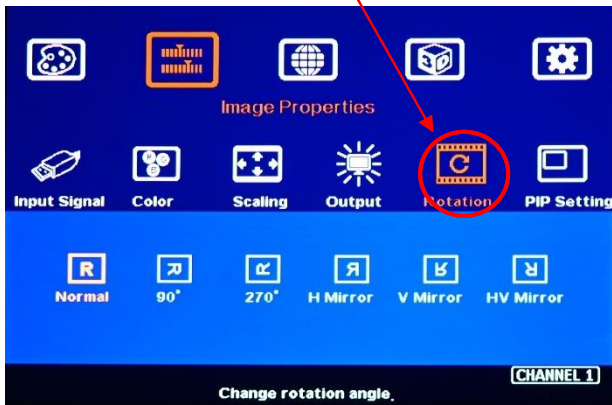 3D
Image Properties
Input Signal Color Scaling Output Rotation PIP Setting
R R R R R R
Normal 90° 270° H Mirror V Mirror HV Mirror
CHANNEL 1
Change rotation angle.